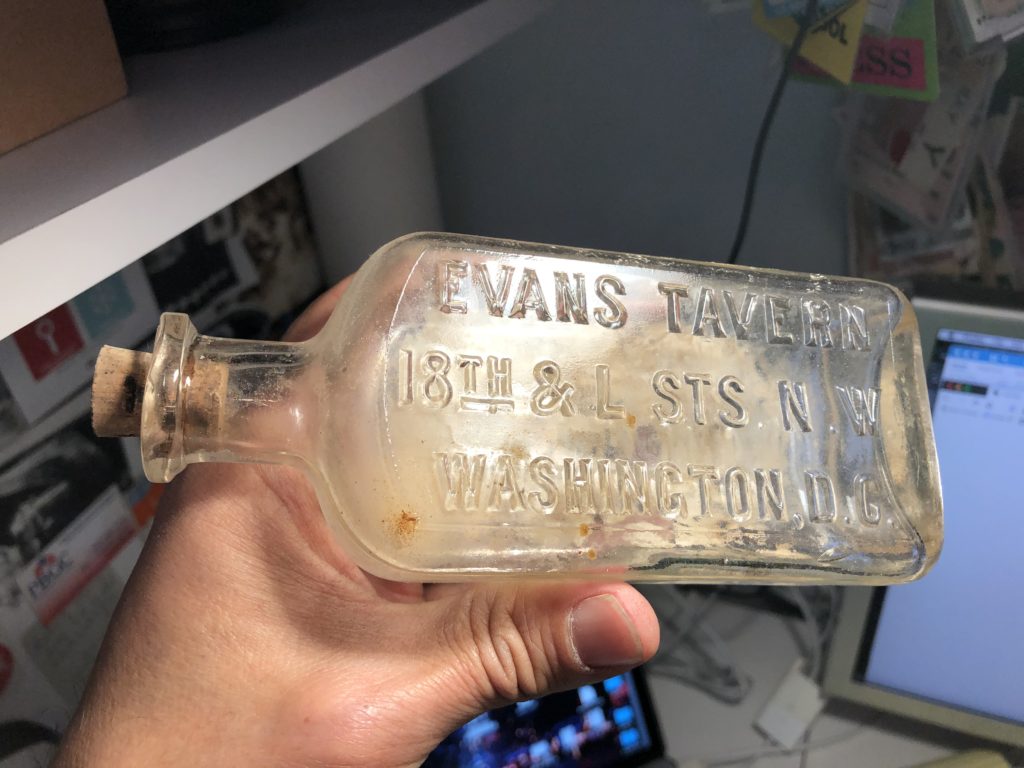 EVANS TAVERN
18TH & L STS. N.W
WASHINGTON, D.C.